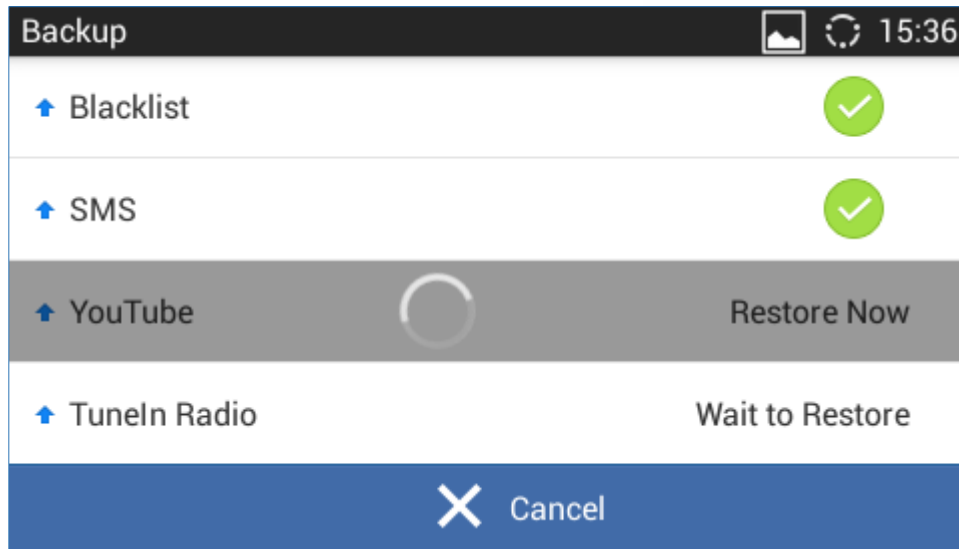 Backup 15:36
Blacklist
SMS
YouTube Restore Now
TuneIn Radio Wait to Restore
Cancel